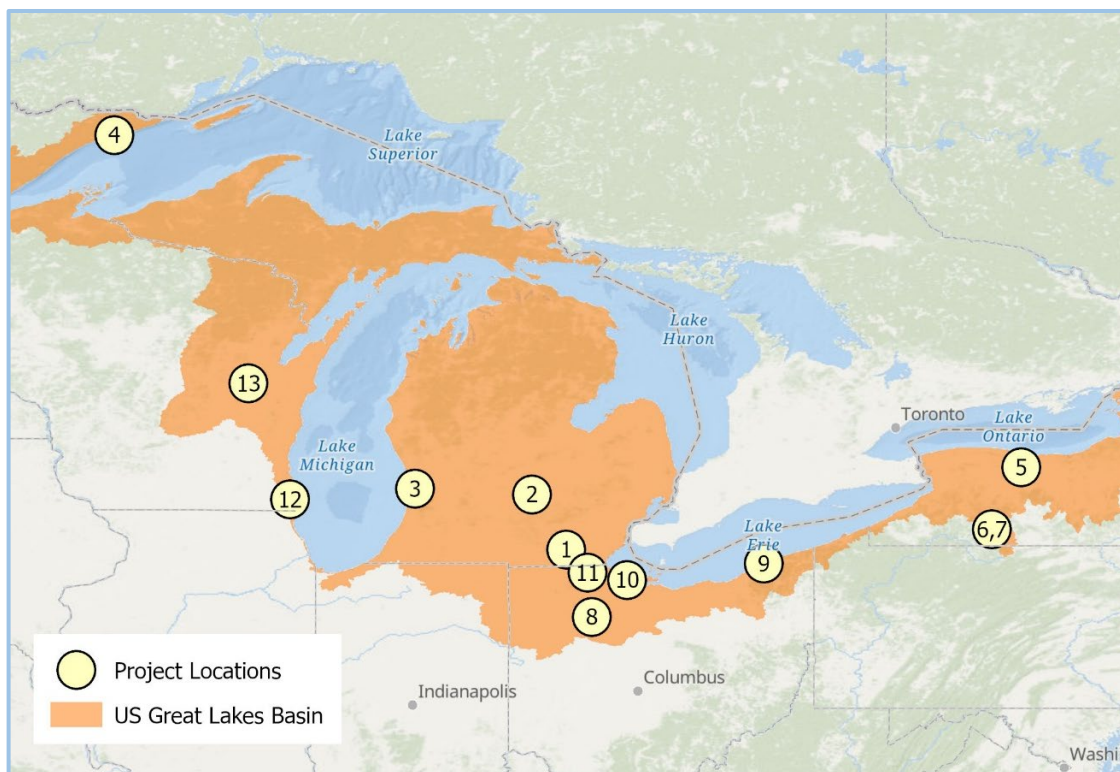 4
Lake
Superior
Lake
Huron
13
Toronto
Lake
Ontario
Lake
Michigan
5
3
2
12
6,7
1
Lake
Erie
9
11
10
8
Project Locations
US Great Lakes Basin
Indianapolis
Columbus
Washi